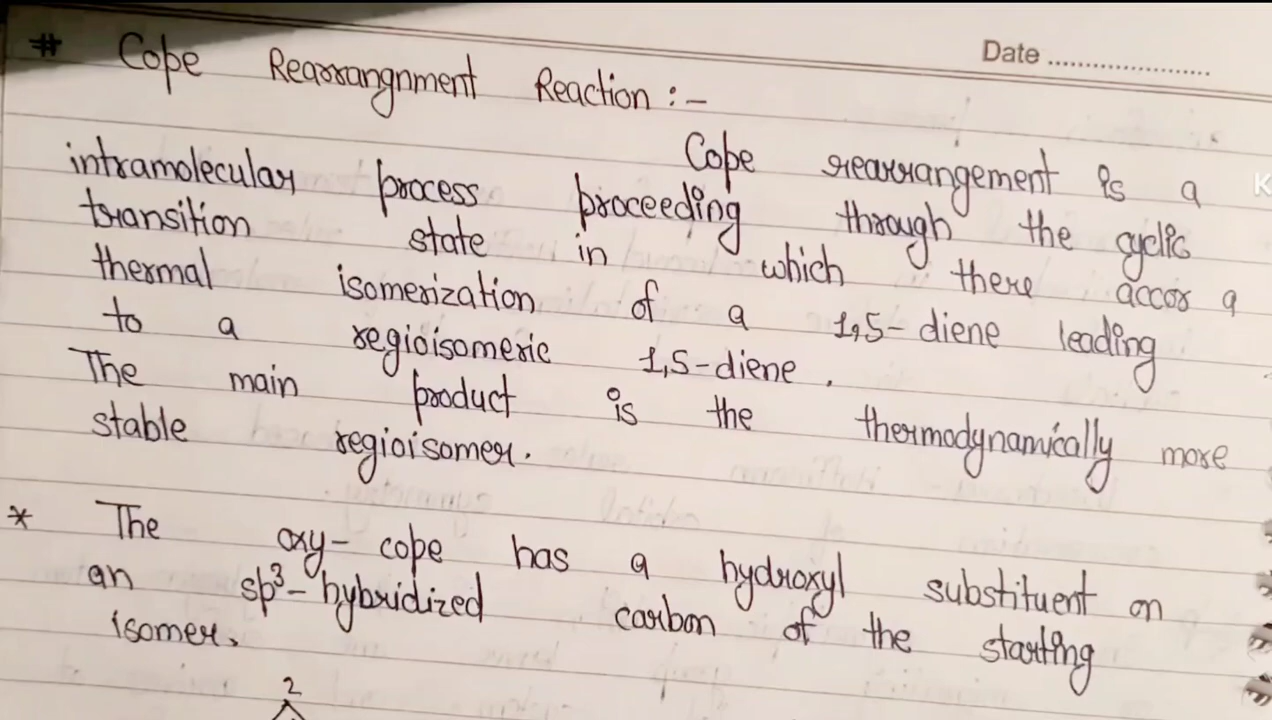 Date ......................
# Cope Rearrangnment Reaction :-
Cope rearrangement is a
intramolecular process proceeding through the cyclic
transition state in which there accor a
thermal isomerization of a 1,5-diene leading
to a regioisomeric 1,5-diene.
The main product is the thermodynamically more
stable regioisomer.
* The oxy-cope has a hydroxyl substituent on
an sp³-hybridized carbon of the starting
isomer.
2
K